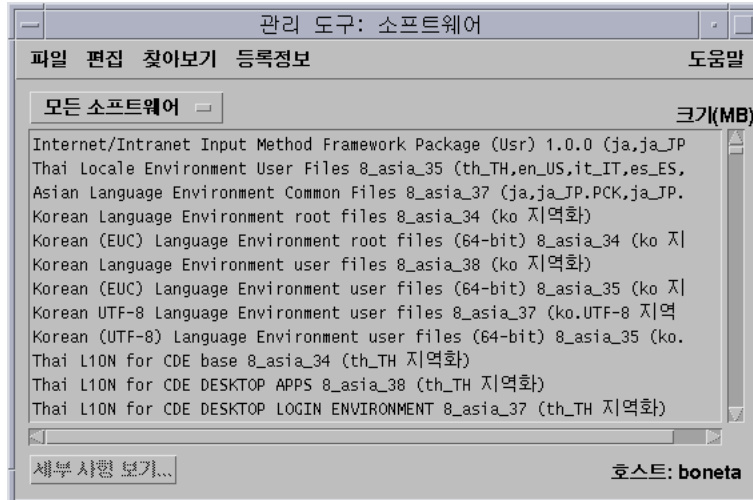 관리 도구: 소프트웨어
파일 편집 찾아보기 등록정보 도움말
모든 소프트웨어
크기(MB)
Internet/Intranet Input Method Framework Package (Usr) 1.0.0 (ja,ja_JP
Thai Locale Environment User Files 8_asia_35 (th_TH,en_US,it_IT,es_ES,
Asian Language Environment Common Files 8_asia_37 (ja,ja_JP.PCK,ja_JP.
Korean Language Environment root files 8_asia_34 (ko 지역화)
Korean (EUC) Language Environment root files (64-bit) 8_asia_34 (ko 지
Korean Language Environment user files 8_asia_38 (ko 지역화)
Korean (EUC) Language Environment user files (64-bit) 8_asia_35 (ko 지
Korean UTF-8 Language Environment user files 8_asia_37 (ko.UTF-8 지역
Korean (UTF-8) Language Environment user files (64-bit) 8_asia_35 (ko.
Thai L10N for CDE base 8_asia_34 (th_TH 지역화)
Thai L10N for CDE DESKTOP APPS 8_asia_38 (th_TH 지역화)
Thai L10N for CDE DESKTOP LOGIN ENVIRONMENT 8_asia_37 (th_TH 지역화)
세부 사항 보기...
호스트: boneta